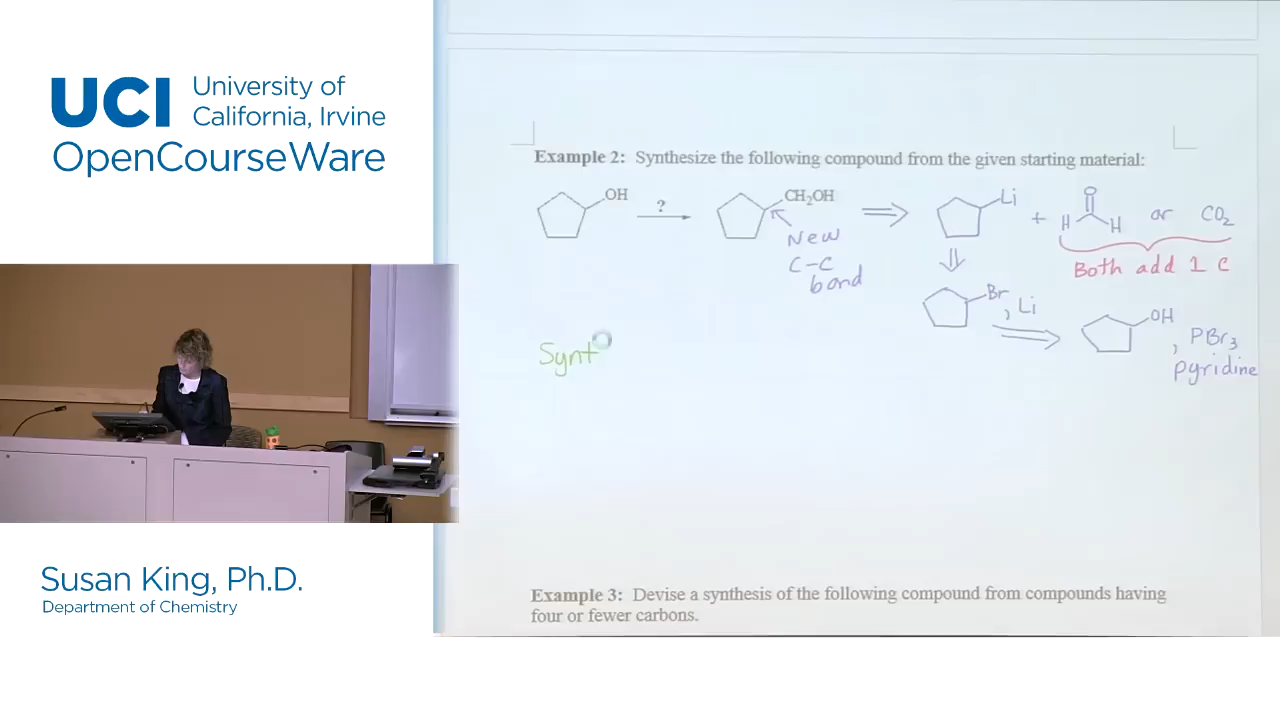 UCI University of
California, Irvine
OpenCourseWare
Example 2: Synthesize the following compound from the given starting material:
OH ? CH₂OH Li + O H H or CO₂
New
C-C
bond
Both add 1 C
Br, Li OH, PBr₃
pyridine
Synt
Susan King, Ph.D.
Department of Chemistry
Example 3: Devise a synthesis of the following compound from compounds having
four or fewer carbons.